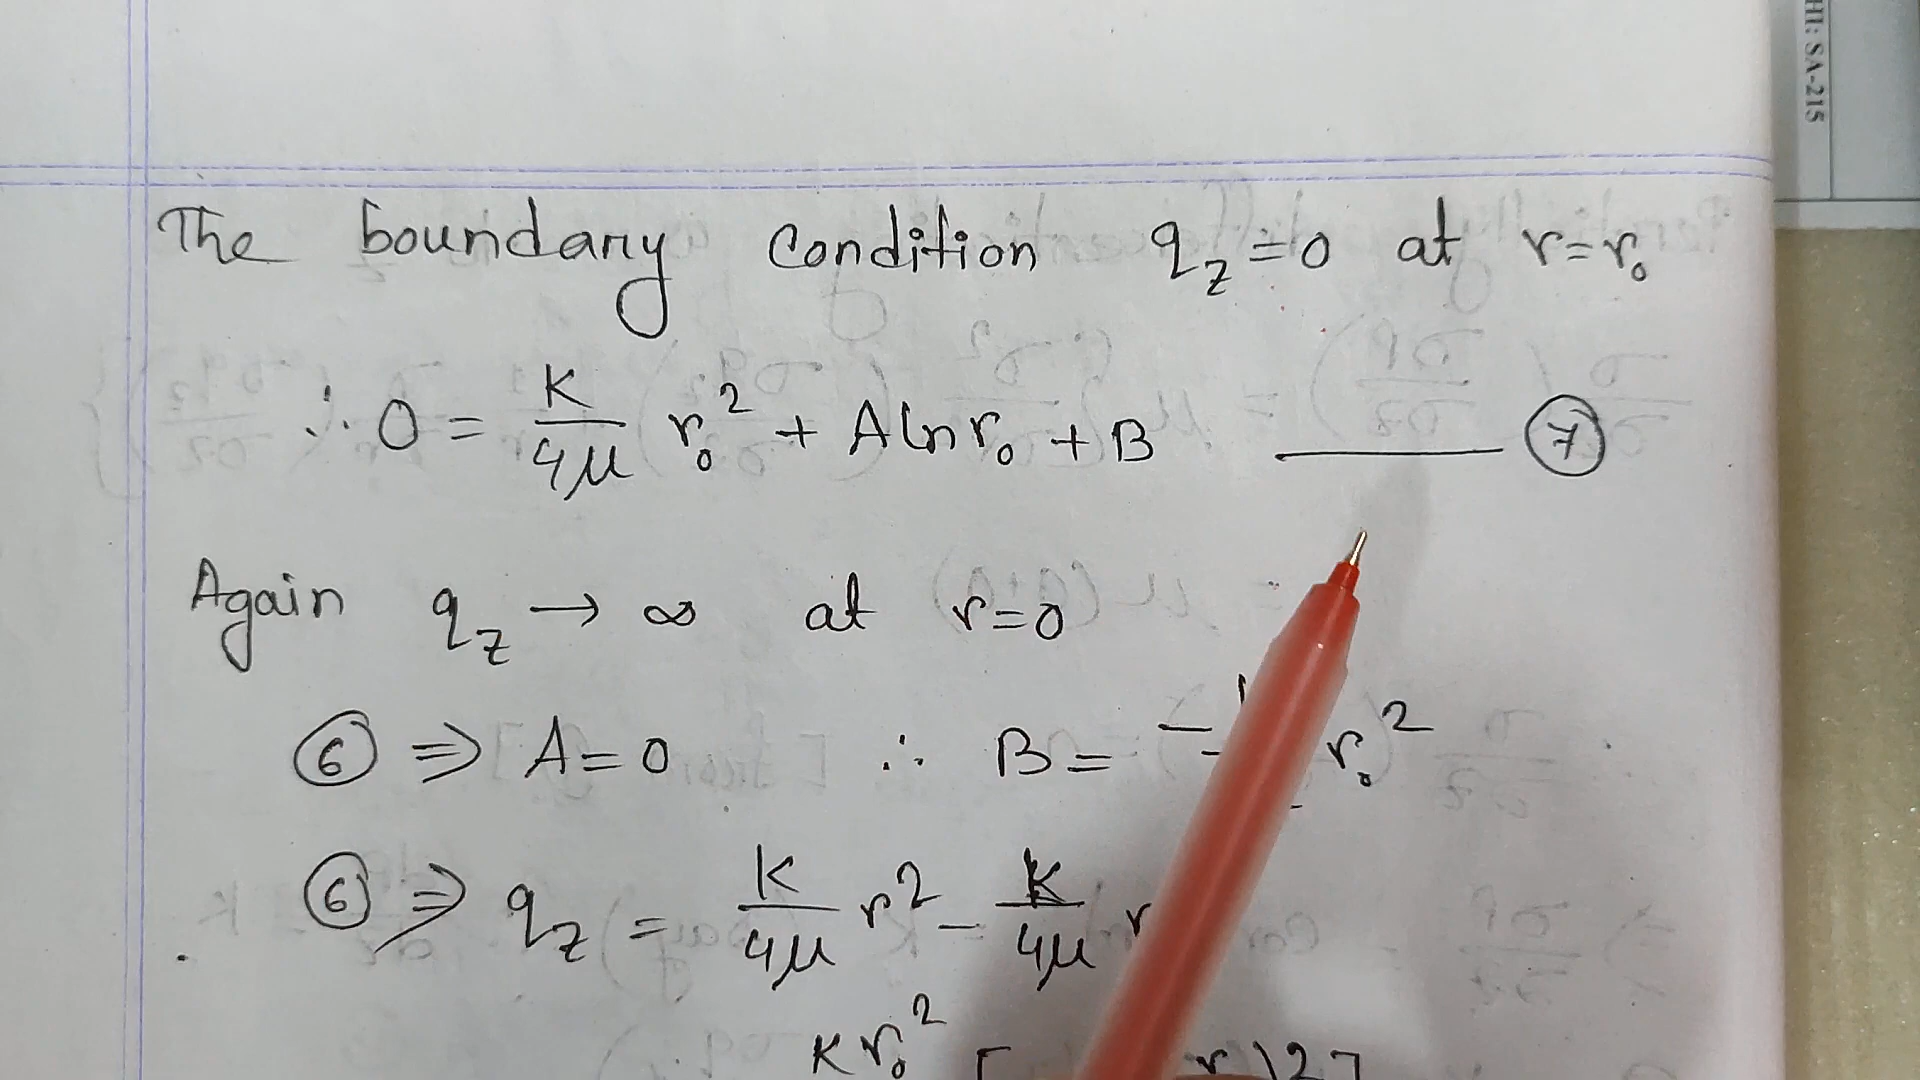 HI: SA-215
The boundary condition q_z = 0 at r = r₀
∴ 0 = K/4μ r₀² + A ln r₀ + B ——— ⑦
Again q_z → ∞ at r = 0
⑥ ⇒ A = 0 ∴ B = − r₀²
⑥ ⇒ q_z = K/4μ r² − K/4μ r
K r₀² [ r )2]